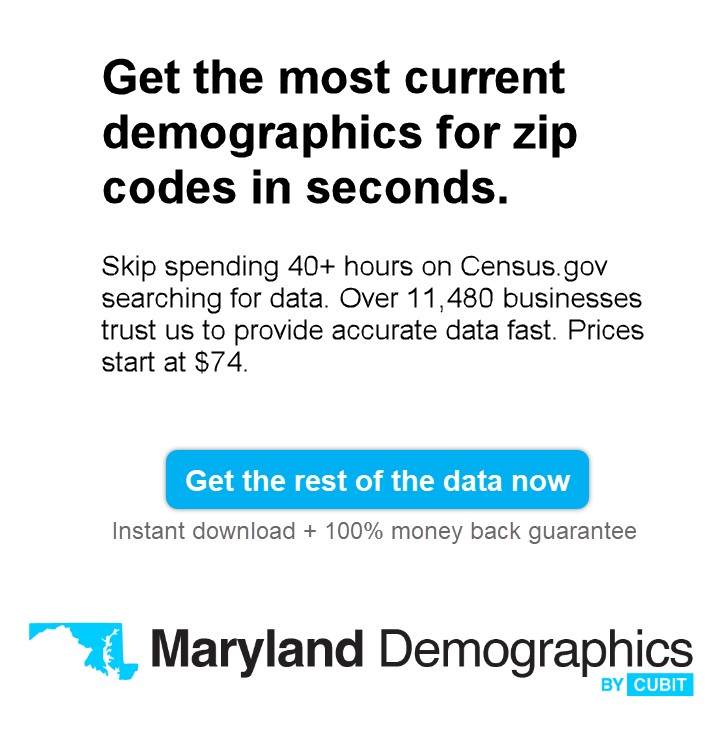 Get the most current
demographics for zip
codes in seconds.
Skip spending 40+ hours on Census.gov
searching for data. Over 11,480 businesses
trust us to provide accurate data fast. Prices
start at $74.
Get the rest of the data now
Instant download + 100% money back guarantee
Maryland Demographics
BY CUBIT